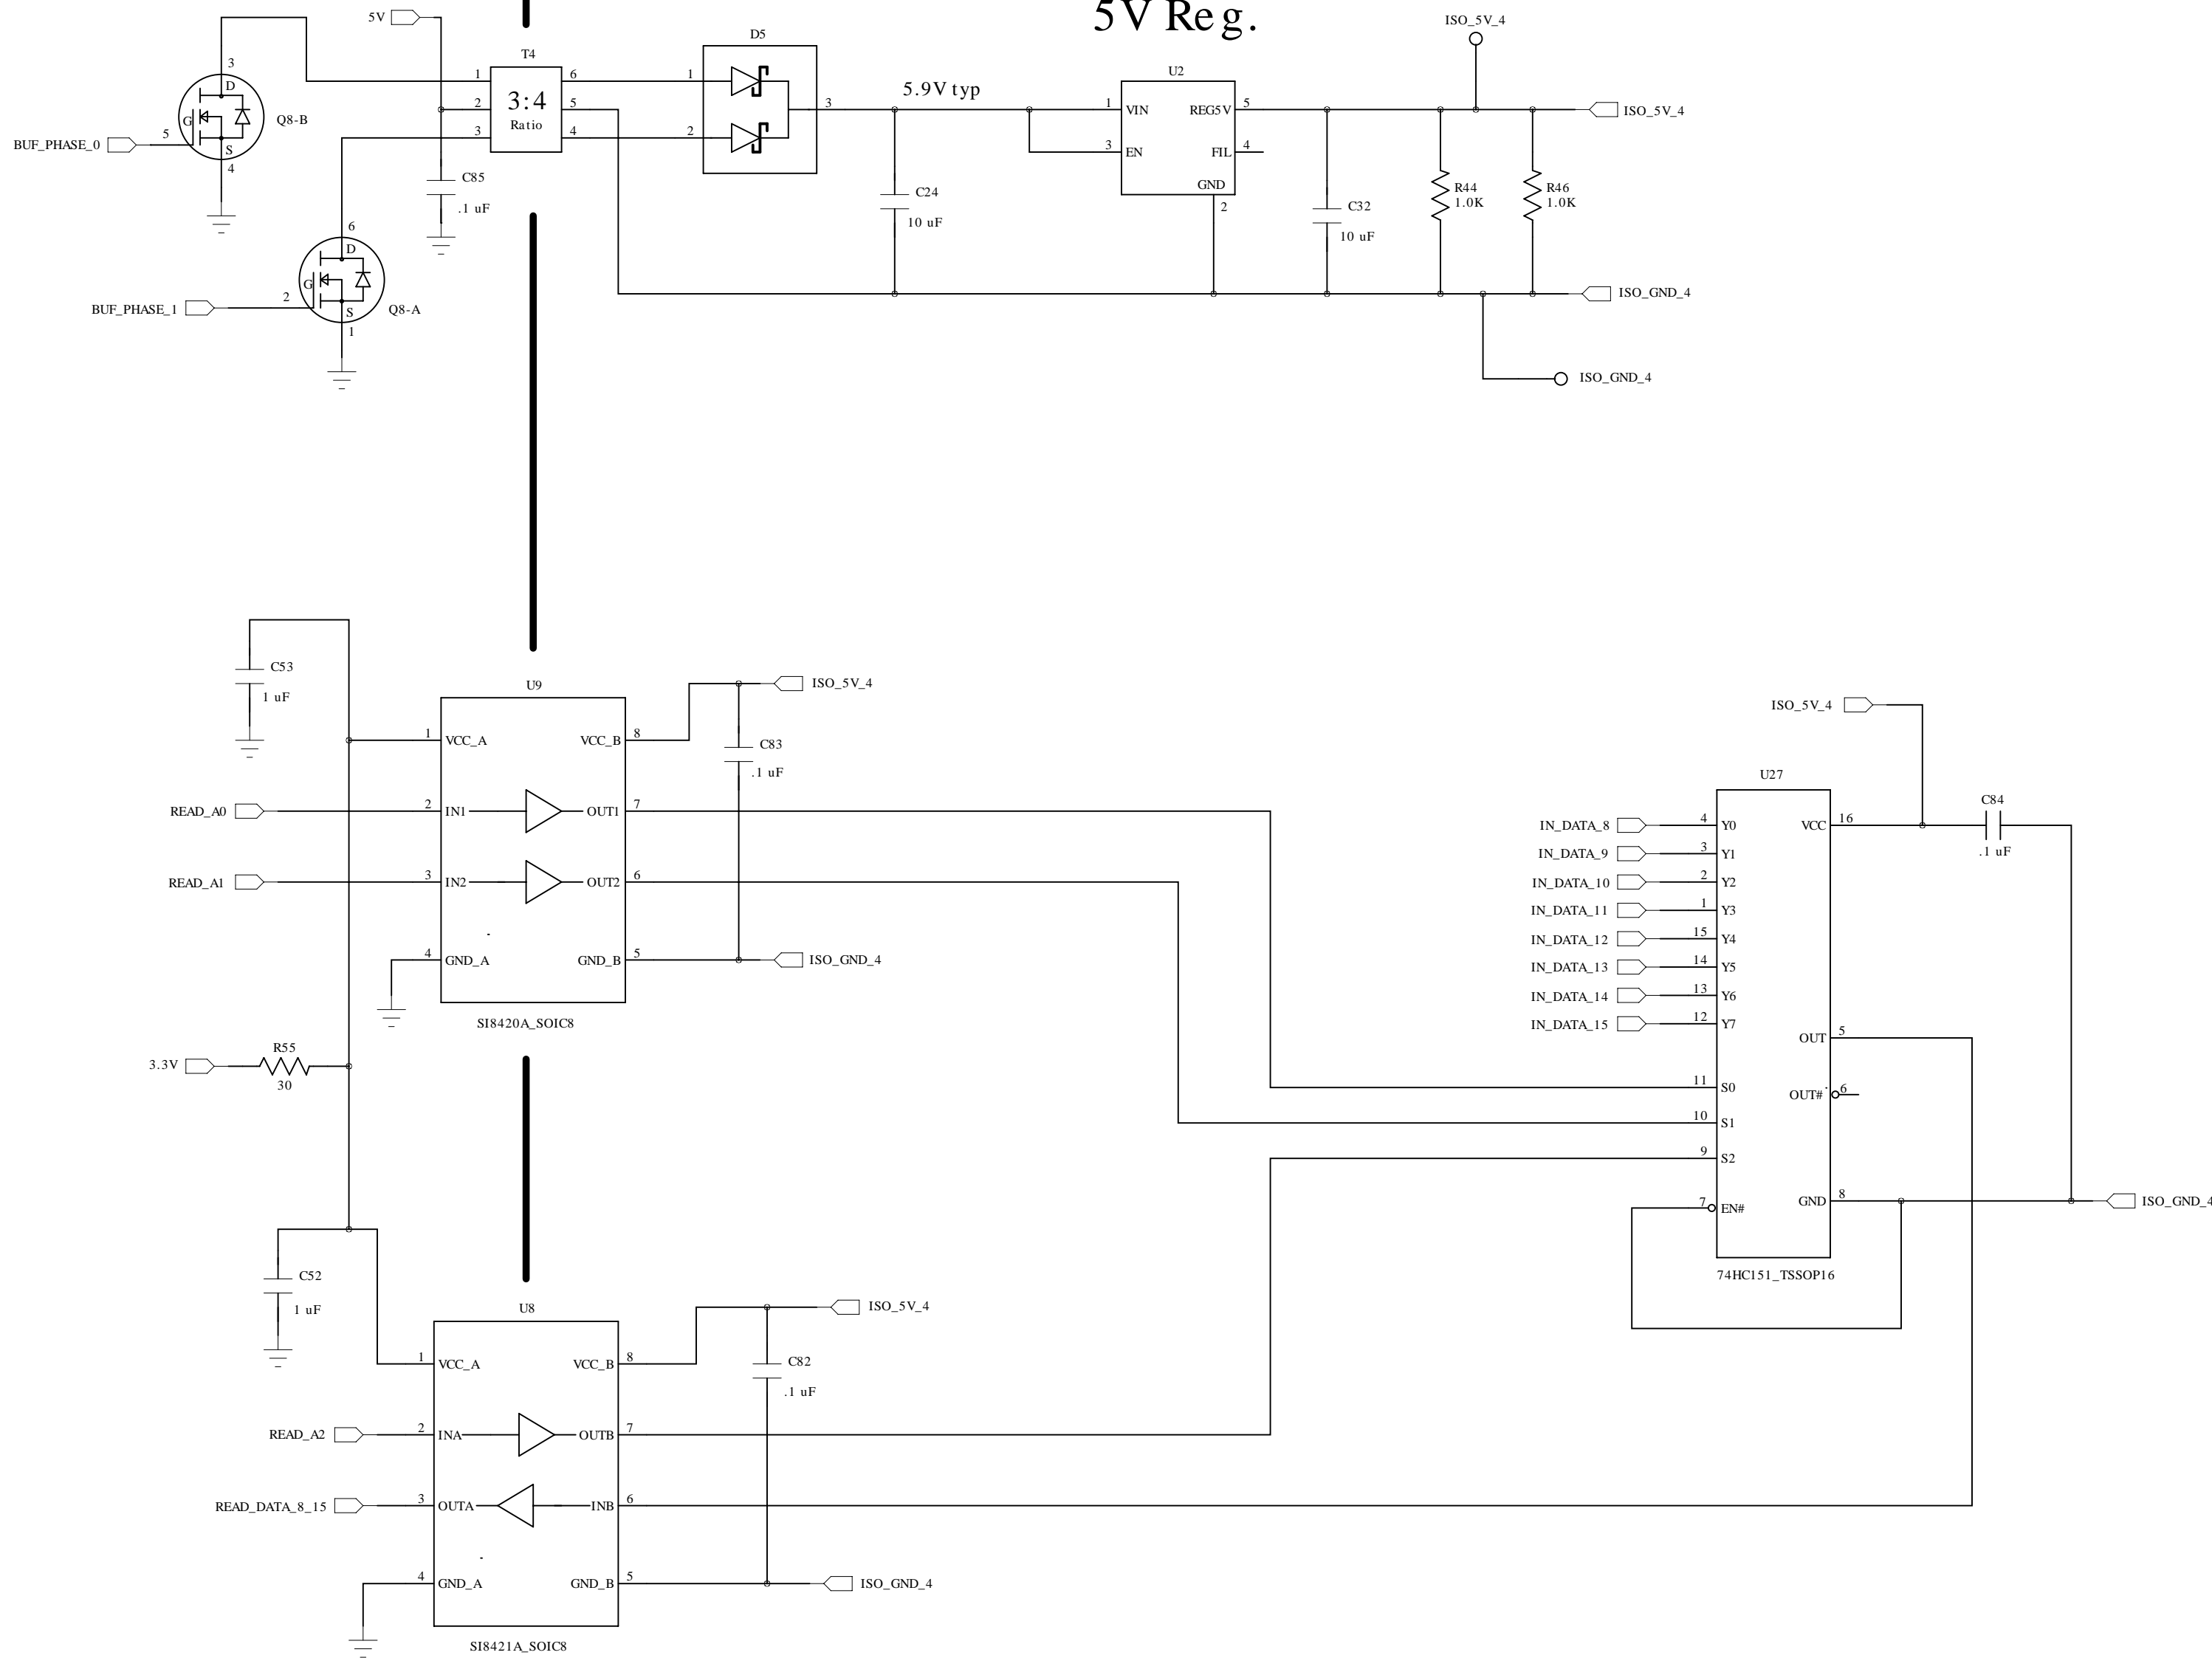 5V Reg.
5V
ISO_5V_4
T4
D5
3
D
G
5
BUF_PHASE_0
S
4
Q8-B
1
2
3
3:4
Ratio
6
5
4
1
2
3
5.9V typ
U2
1
VIN
REG5V
5
3
EN
FIL
4
GND
2
ISO_5V_4
C85
.1 uF
C24
10 uF
C32
10 uF
R44
1.0K
R46
1.0K
6
D
G
2
BUF_PHASE_1
S
1
Q8-A
ISO_GND_4
ISO_GND_4
C53
1 uF
U9
ISO_5V_4
1
VCC_A
VCC_B
8
C83
.1 uF
READ_A0
2
IN1
OUT1
7
READ_A1
3
IN2
OUT2
6
4
GND_A
GND_B
5
ISO_GND_4
SI8420A_SOIC8
3.3V
R55
30
ISO_5V_4
U27
C84
.1 uF
IN_DATA_8
4
Y0
VCC
16
IN_DATA_9
3
Y1
IN_DATA_10
2
Y2
IN_DATA_11
1
Y3
IN_DATA_12
15
Y4
IN_DATA_13
14
Y5
IN_DATA_14
13
Y6
IN_DATA_15
12
Y7
OUT
5
11
S0
OUT#
6
10
S1
9
S2
7
EN#
GND
8
ISO_GND_4
74HC151_TSSOP16
C52
1 uF
U8
ISO_5V_4
1
VCC_A
VCC_B
8
C82
.1 uF
READ_A2
2
INA
OUTB
7
READ_DATA_8_15
3
OUTA
INB
6
4
GND_A
GND_B
5
ISO_GND_4
SI8421A_SOIC8